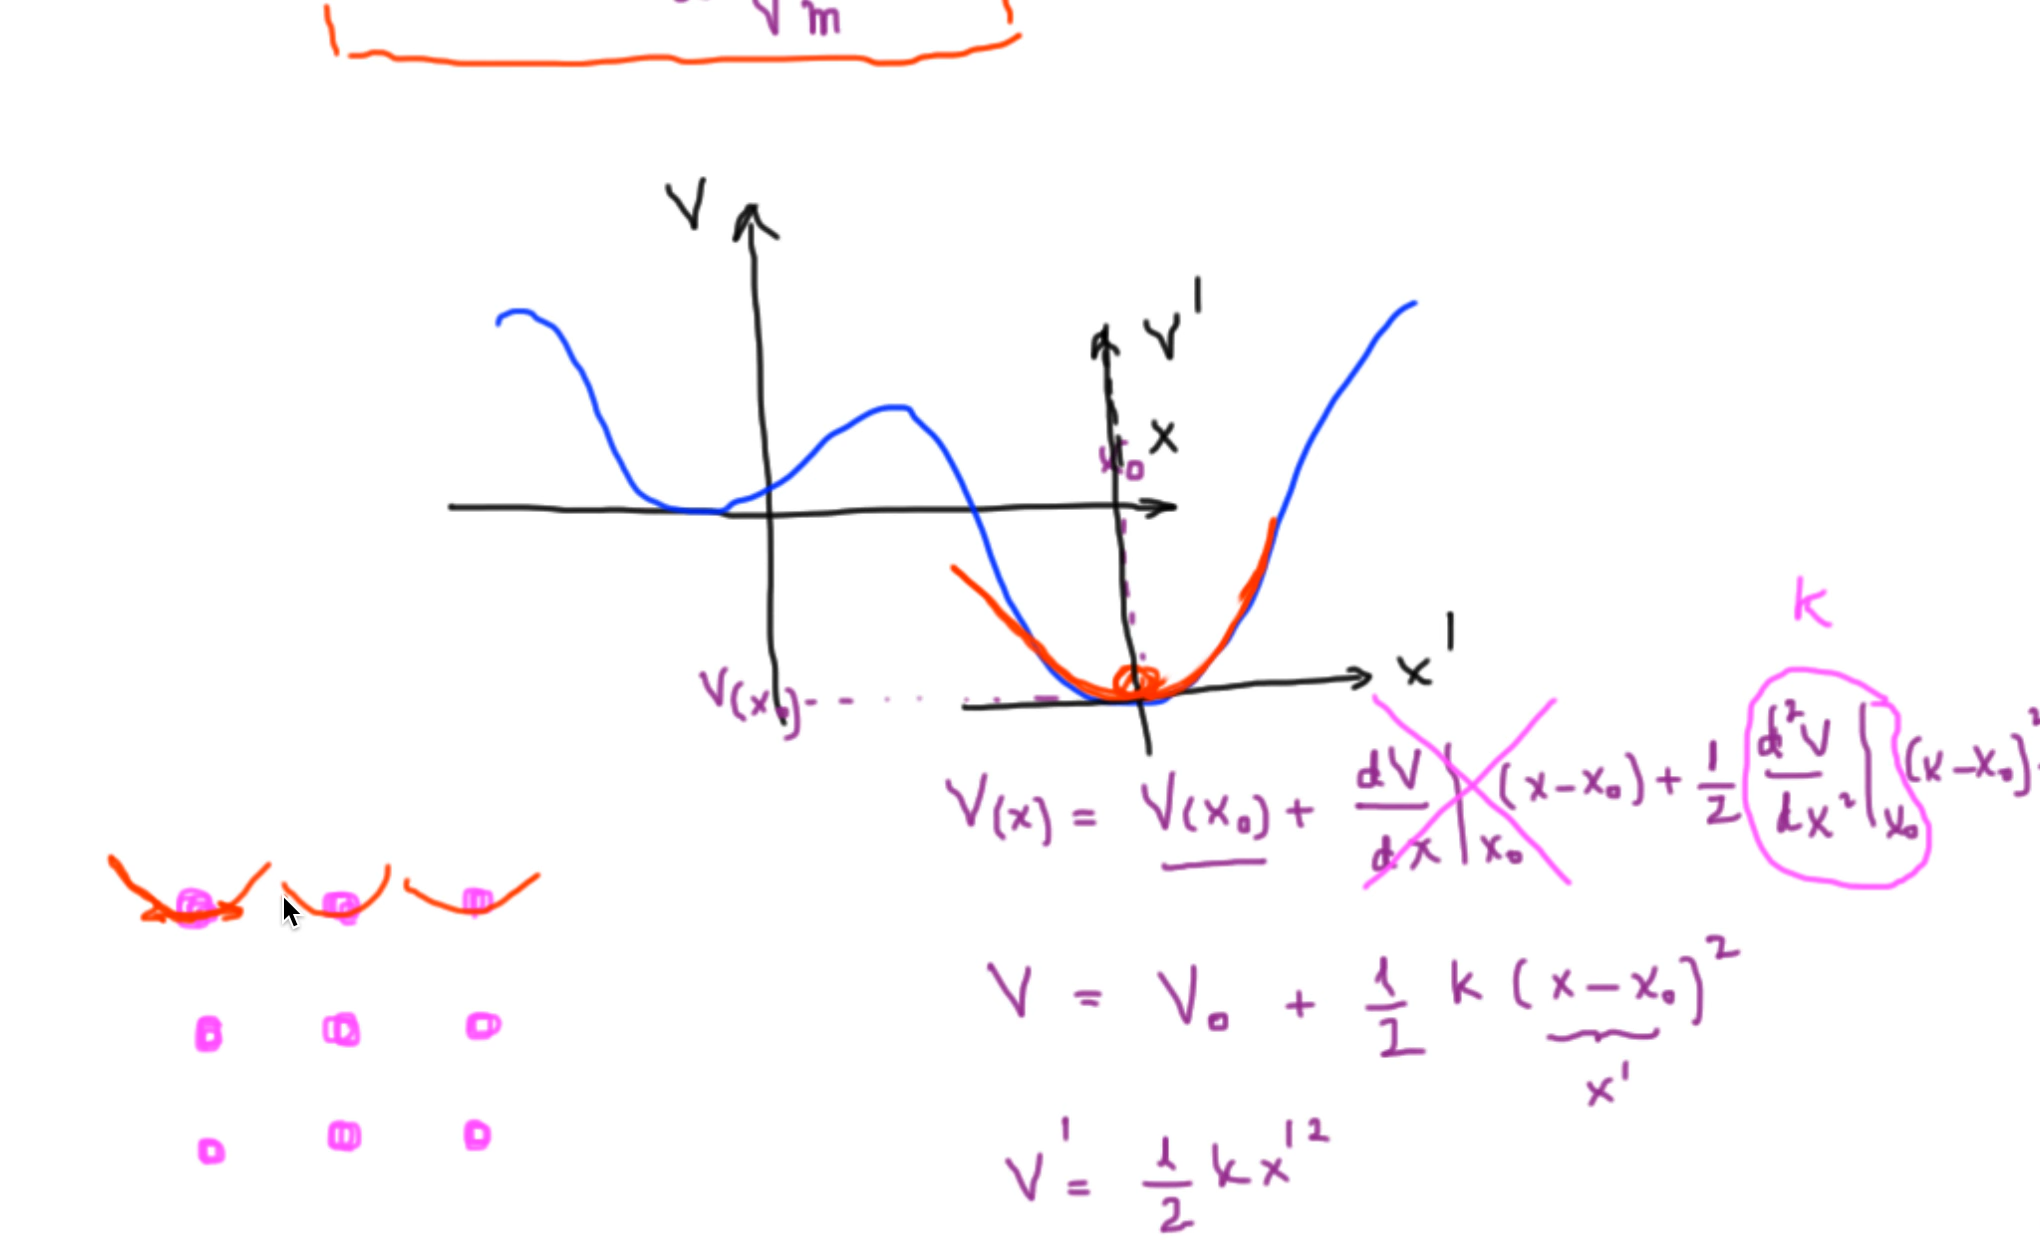 √m
V
V'
x
x₀
x'
k
V(x₀)
V(x) = V(x₀) + dV/dx|x₀ (x-x₀) + 1/2 d²V/dx²|x₀ (x-x₀)²
V = V₀ + 1/2 k (x-x₀)²
x'
V' = 1/2 kx'²